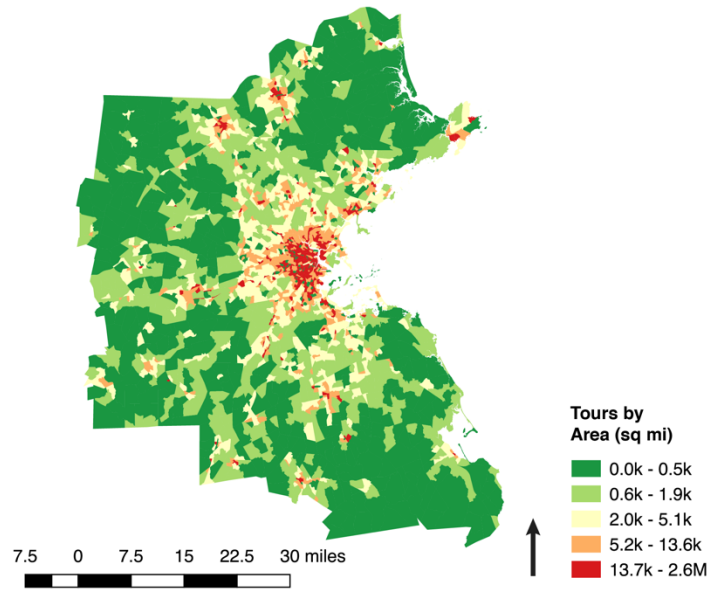 Tours by
Area (sq mi)
0.0k - 0.5k
0.6k - 1.9k
2.0k - 5.1k
5.2k - 13.6k
13.7k - 2.6M
7.5 0 7.5 15 22.5 30 miles